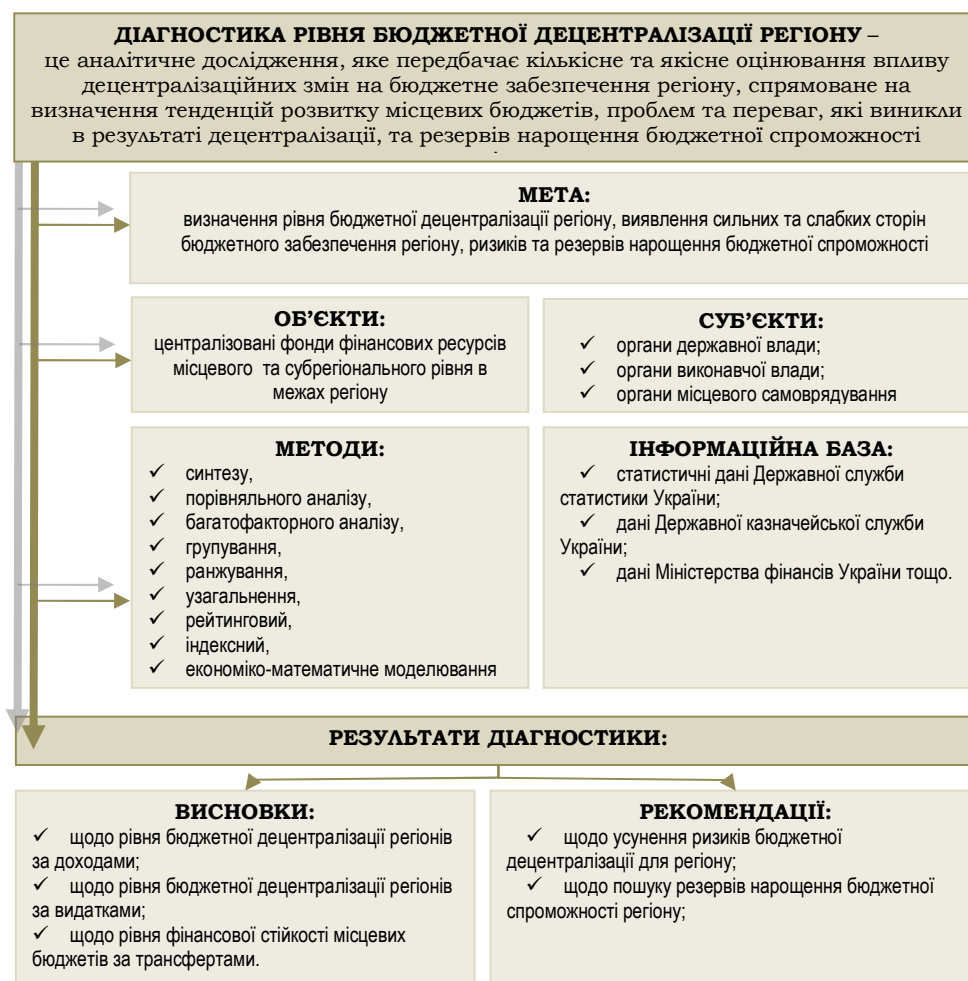 ДІАГНОСТИКА РІВНЯ БЮДЖЕТНОЇ ДЕЦЕНТРАЛІЗАЦІЇ РЕГІОНУ –
це аналітичне дослідження, яке передбачає кількісне та якісне оцінювання впливу
децентралізаційних змін на бюджетне забезпечення регіону, спрямоване на
визначення тенденцій розвитку місцевих бюджетів, проблем та переваг, які виникли
в результаті децентралізації, та резервів нарощення бюджетної спроможності
МЕТА:
визначення рівня бюджетної децентралізації регіону, виявлення сильних та слабких сторін
бюджетного забезпечення регіону, ризиків та резервів нарощення бюджетної спроможності
ОБ’ЄКТИ:
централізовані фонди фінансових ресурсів
місцевого та субрегіонального рівня в
межах регіону
СУБ’ЄКТИ:
✓ органи державної влади;
✓ органи виконавчої влади;
✓ органи місцевого самоврядування
МЕТОДИ:
✓ синтезу,
✓ порівняльного аналізу,
✓ багатофакторного аналізу,
✓ групування,
✓ ранжування,
✓ узагальнення,
✓ рейтинговий,
✓ індексний,
✓ економіко-математичне моделювання
ІНФОРМАЦІЙНА БАЗА:
✓ статистичні дані Державної служби
статистики України;
✓ дані Державної казначейської служби
України;
✓ дані Міністерства фінансів України тощо.
РЕЗУЛЬТАТИ ДІАГНОСТИКИ:
ВИСНОВКИ:
✓ щодо рівня бюджетної децентралізації регіонів
за доходами;
✓ щодо рівня бюджетної децентралізації регіонів
за видатками;
✓ щодо рівня фінансової стійкості місцевих
бюджетів за трансфертами.
РЕКОМЕНДАЦІЇ:
✓ щодо усунення ризиків бюджетної
децентралізації для регіону;
✓ щодо пошуку резервів нарощення бюджетної
спроможності регіону;